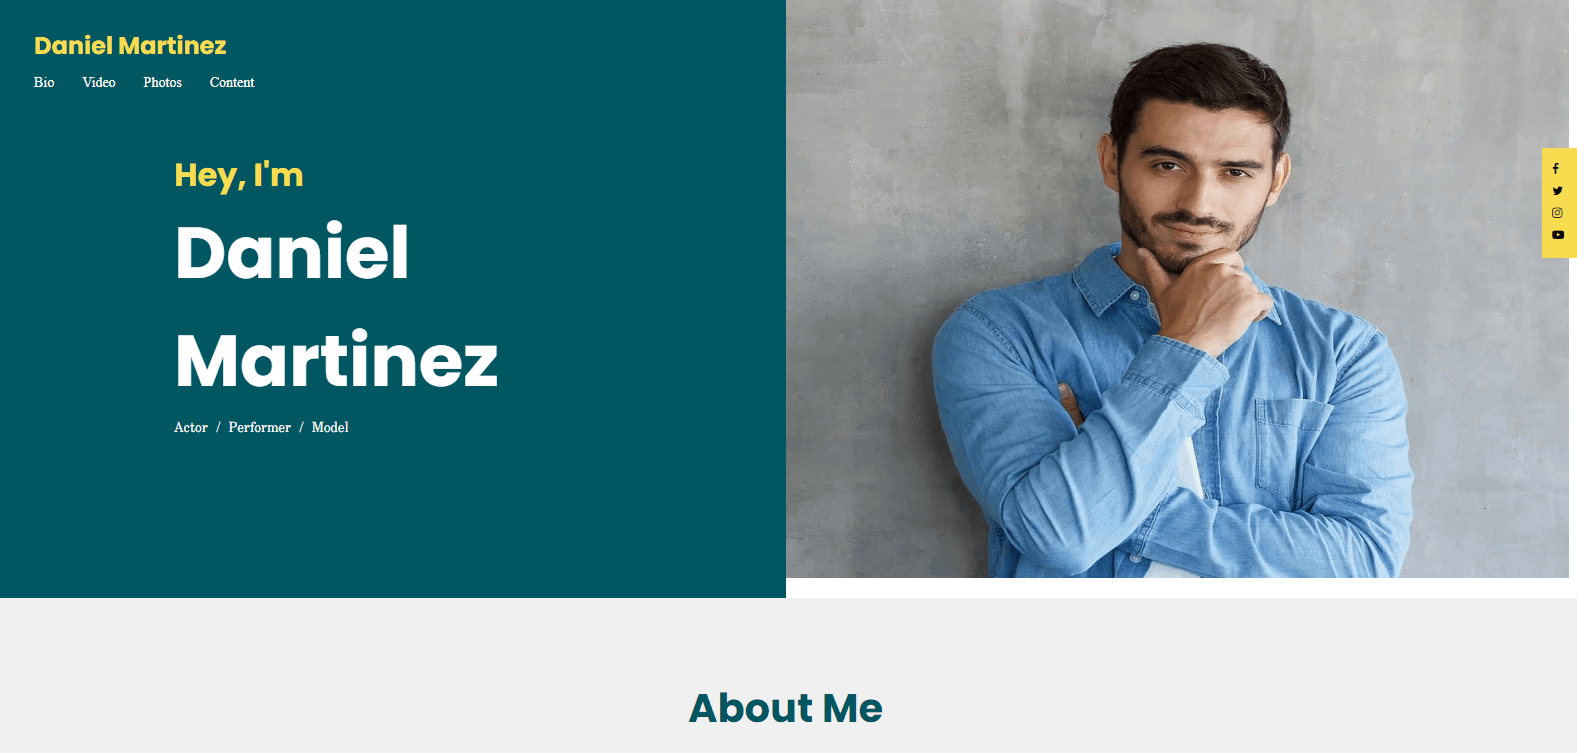 Daniel Martinez
Bio Video Photos Content
Hey, I'm
Daniel
Martinez
Actor / Performer / Model
About Me